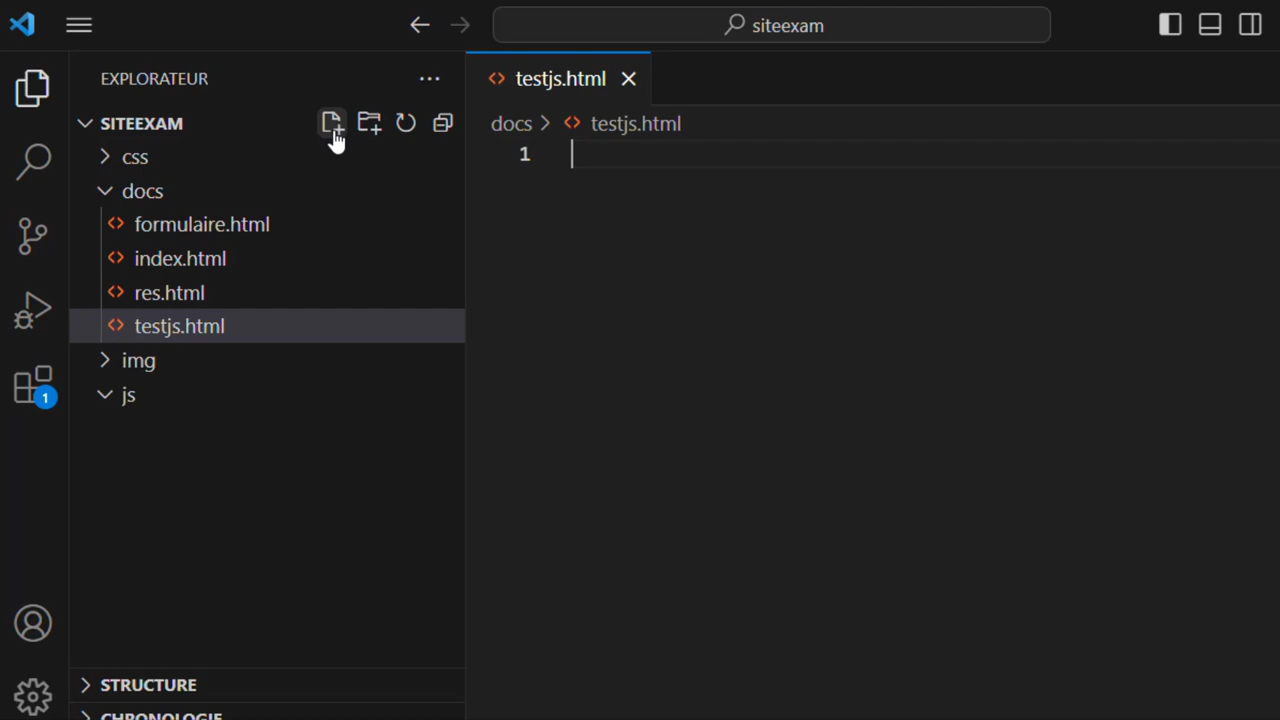 siteexam
EXPLORATEUR
testjs.html
SITEEXAM
docs > testjs.html
1
css
docs
formulaire.html
index.html
res.html
testjs.html
img
js
1
STRUCTURE
CHRONOLOGIE